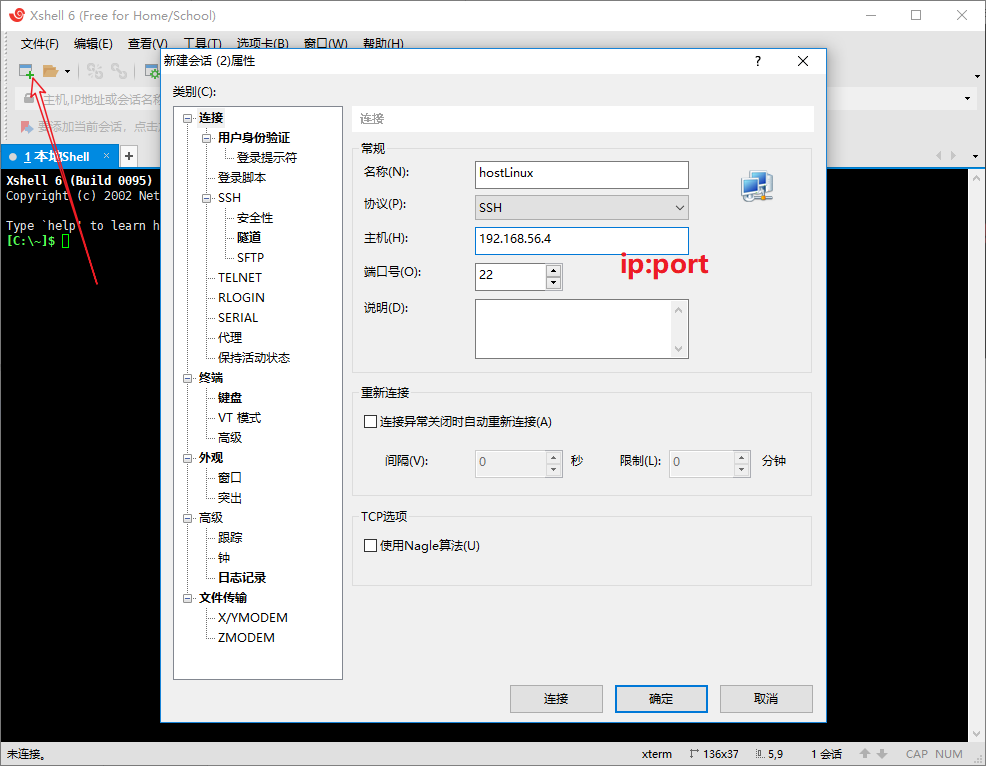 Xshell 6 (Free for Home/School)
文件(F) 编辑(E) 查看(V) 工具(T) 选项卡(B) 窗口(W) 帮助(H)
新建会话 (2)属性
类别(C):
主机,IP地址或会话名称
要添加当前会话，点击
1 本地Shell
Xshell 6 (Build 0095)
Copyright (c) 2002 Net
Type `help' to learn h
[C:\~]$
连接
用户身份验证
登录提示符
登录脚本
SSH
安全性
隧道
SFTP
TELNET
RLOGIN
SERIAL
代理
保持活动状态
终端
键盘
VT 模式
高级
外观
窗口
突出
高级
跟踪
钟
日志记录
文件传输
X/YMODEM
ZMODEM
连接
常规
名称(N): hostLinux
协议(P): SSH
主机(H): 192.168.56.4
ip:port
端口号(O): 22
说明(D):
重新连接
连接异常关闭时自动重新连接(A)
间隔(V): 0 秒 限制(L): 0 分钟
TCP选项
使用Nagle算法(U)
连接 确定 取消
未连接。 xterm 136x37 5,9 1 会话 CAP NUM